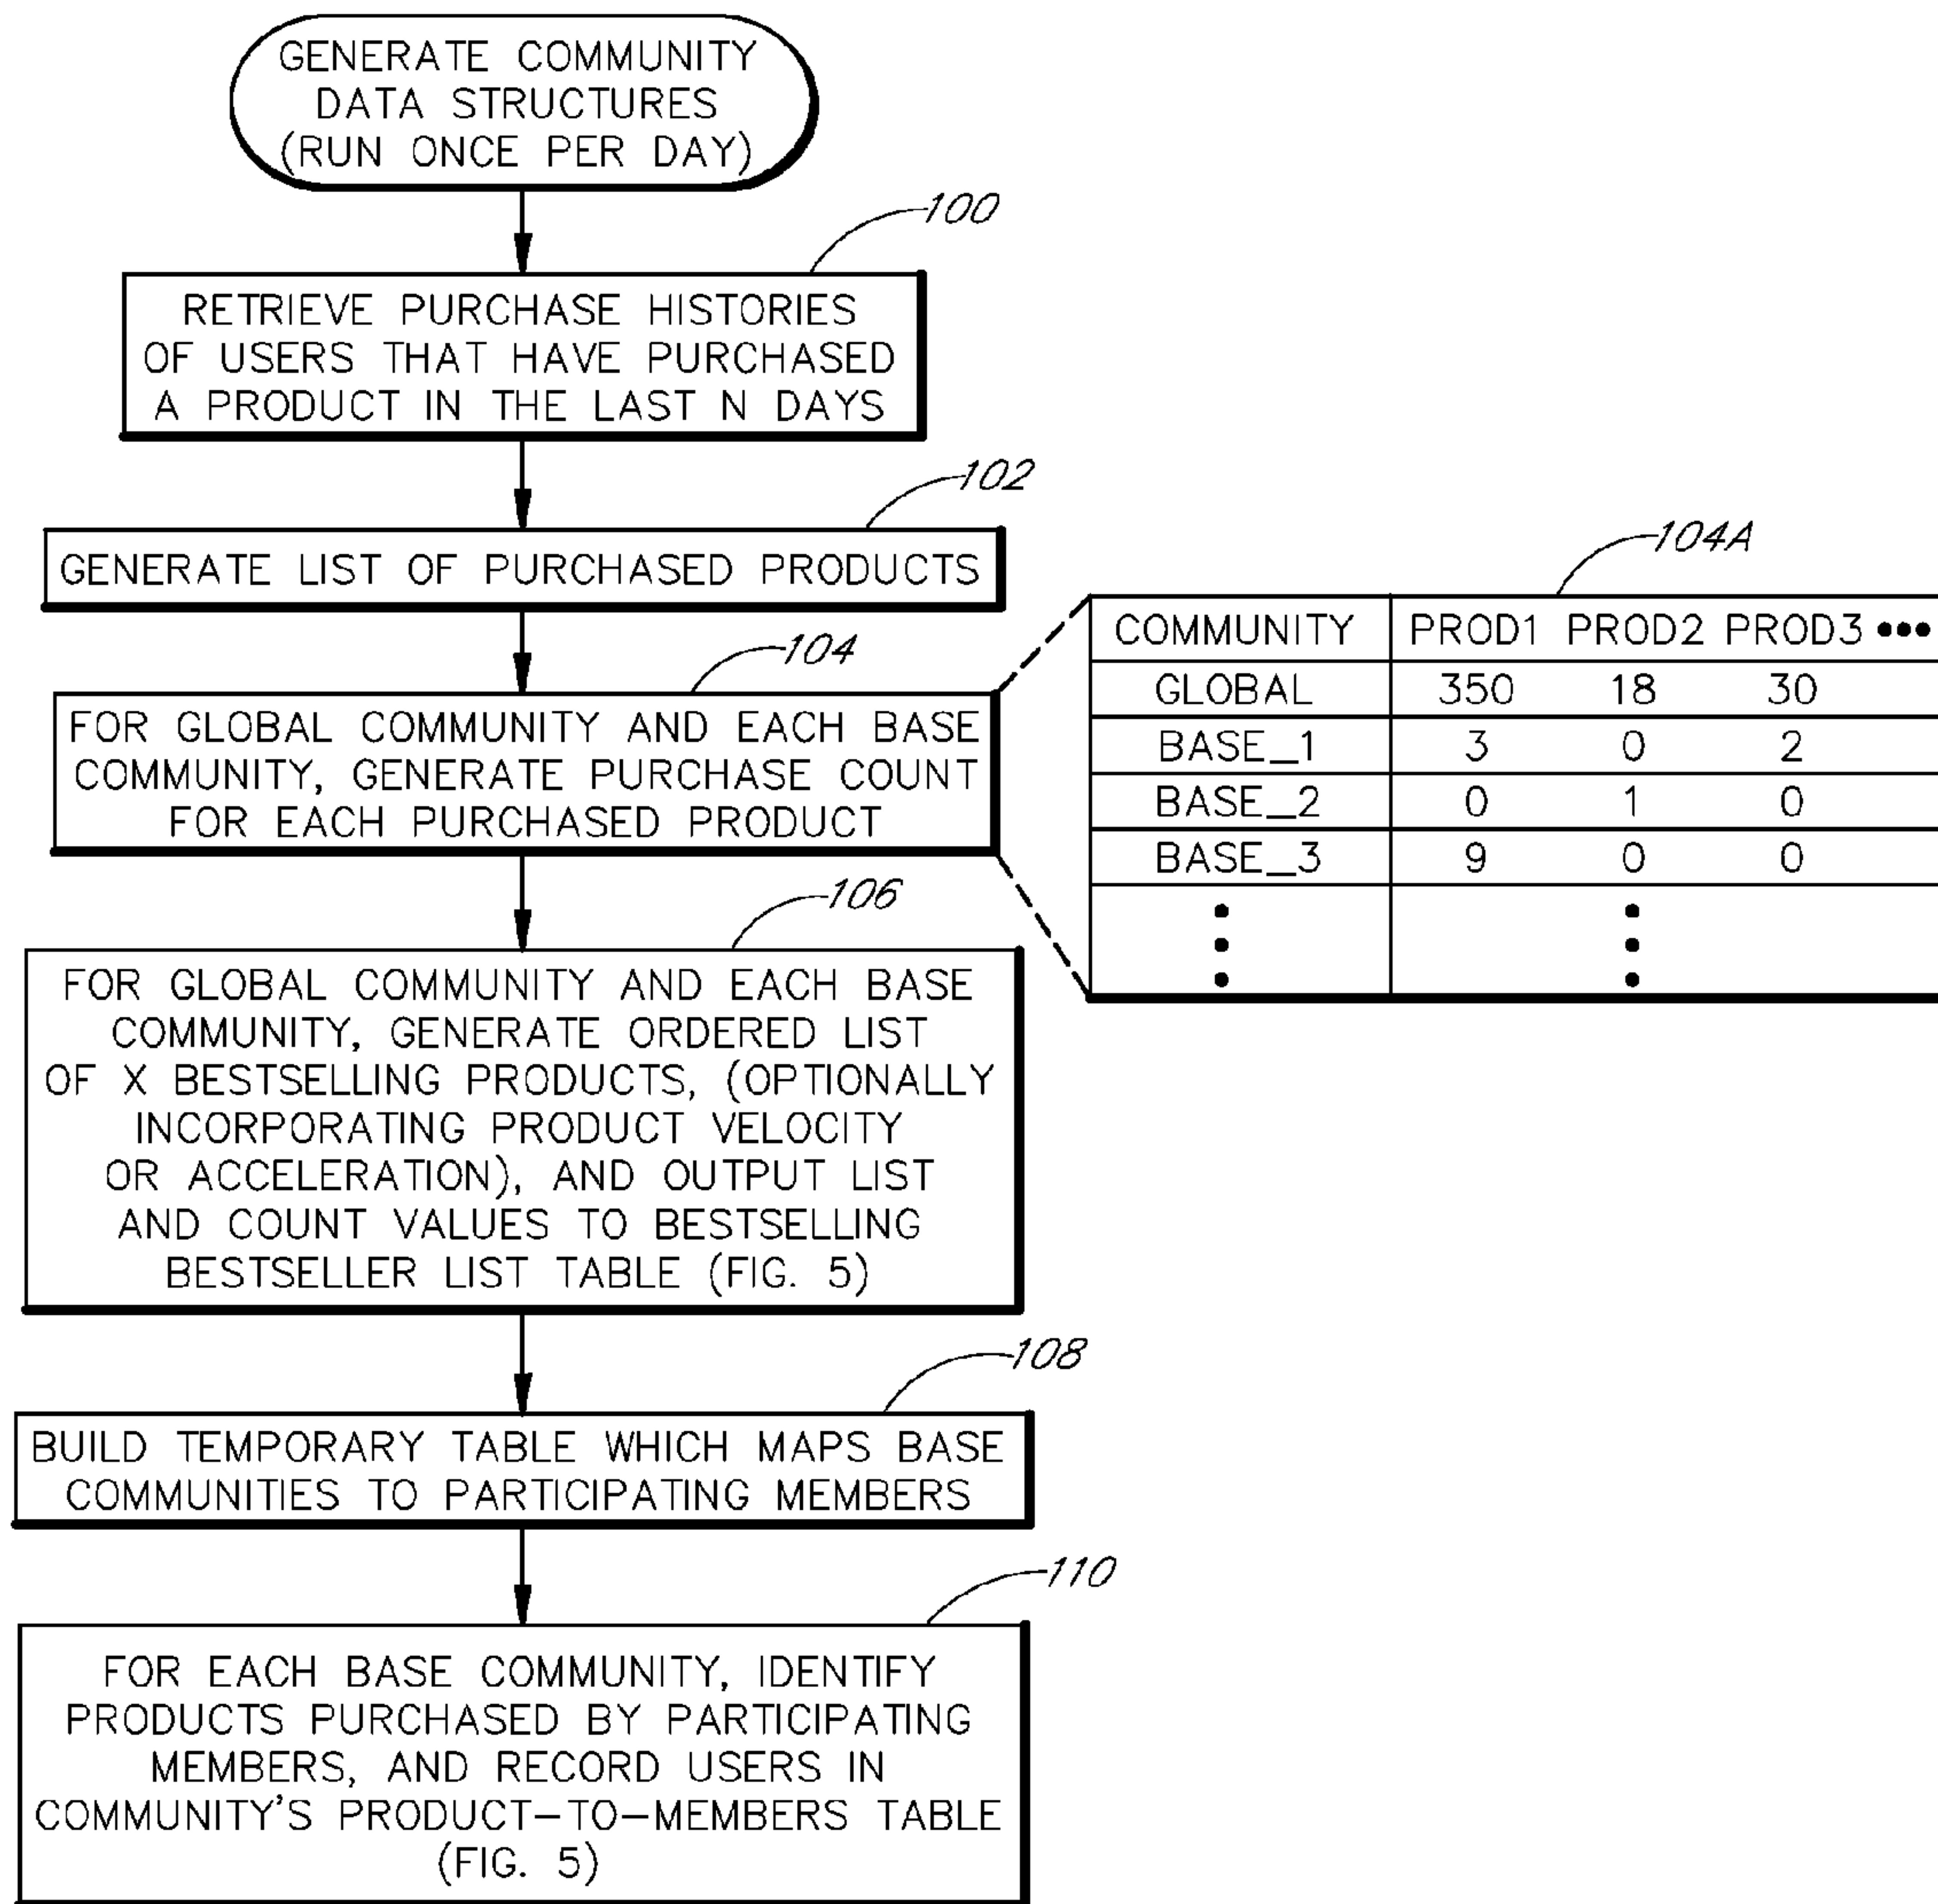 GENERATE COMMUNITY
DATA STRUCTURES
(RUN ONCE PER DAY)
100
RETRIEVE PURCHASE HISTORIES
OF USERS THAT HAVE PURCHASED
A PRODUCT IN THE LAST N DAYS
102
GENERATE LIST OF PURCHASED PRODUCTS
104
FOR GLOBAL COMMUNITY AND EACH BASE
COMMUNITY, GENERATE PURCHASE COUNT
FOR EACH PURCHASED PRODUCT
104A
COMMUNITY PROD1 PROD2 PROD3 •••
GLOBAL 350 18 30
BASE_1 3 0 2
BASE_2 0 1 0
BASE_3 9 0 0
106
FOR GLOBAL COMMUNITY AND EACH BASE
COMMUNITY, GENERATE ORDERED LIST
OF X BESTSELLING PRODUCTS, (OPTIONALLY
INCORPORATING PRODUCT VELOCITY
OR ACCELERATION), AND OUTPUT LIST
AND COUNT VALUES TO BESTSELLING
BESTSELLER LIST TABLE (FIG. 5)
108
BUILD TEMPORARY TABLE WHICH MAPS BASE
COMMUNITIES TO PARTICIPATING MEMBERS
110
FOR EACH BASE COMMUNITY, IDENTIFY
PRODUCTS PURCHASED BY PARTICIPATING
MEMBERS, AND RECORD USERS IN
COMMUNITY'S PRODUCT-TO-MEMBERS TABLE
(FIG. 5)